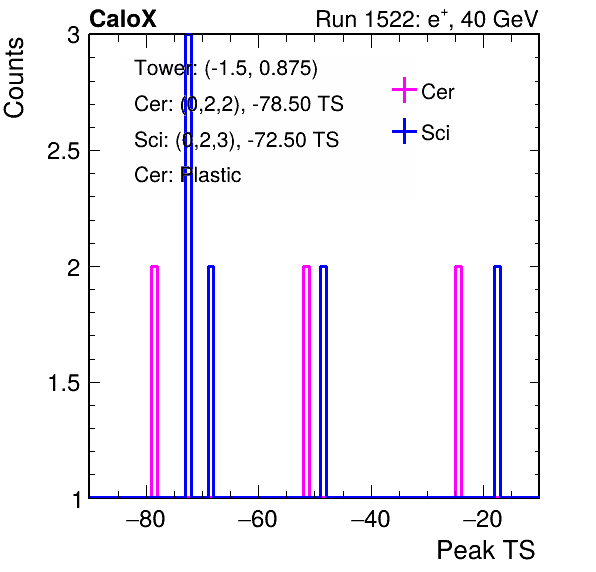 CaloX Run 1522: e⁺, 40 GeV
Counts
3
2.5
2
1.5
1
Tower: (-1.5, 0.875)
Cer: (0,2,2), -78.50 TS
Sci: (0,2,3), -72.50 TS
Cer: Plastic
Cer
Sci
−80 −60 −40 −20
Peak TS